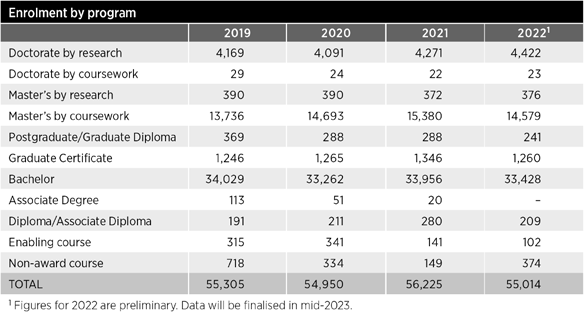 Enrolment by program
2019 2020 2021 2022¹
Doctorate by research 4,169 4,091 4,271 4,422
Doctorate by coursework 29 24 22 23
Master's by research 390 390 372 376
Master's by coursework 13,736 14,693 15,380 14,579
Postgraduate/Graduate Diploma 369 288 288 241
Graduate Certificate 1,246 1,265 1,346 1,260
Bachelor 34,029 33,262 33,956 33,428
Associate Degree 113 51 20 –
Diploma/Associate Diploma 191 211 280 209
Enabling course 315 341 141 102
Non-award course 718 334 149 374
TOTAL 55,305 54,950 56,225 55,014
¹ Figures for 2022 are preliminary. Data will be finalised in mid-2023.